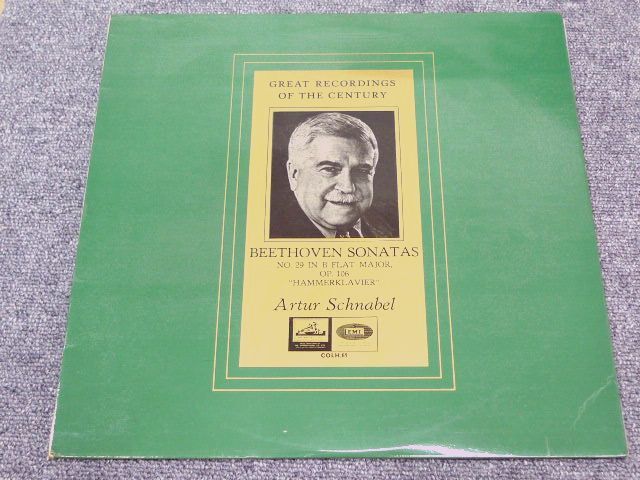 GREAT RECORDINGS
OF THE CENTURY
BEETHOVEN SONATAS
NO. 29 IN B FLAT MAJOR,
OP. 106
"HAMMERKLAVIER"
Artur Schnabel
EMI
COLH.61